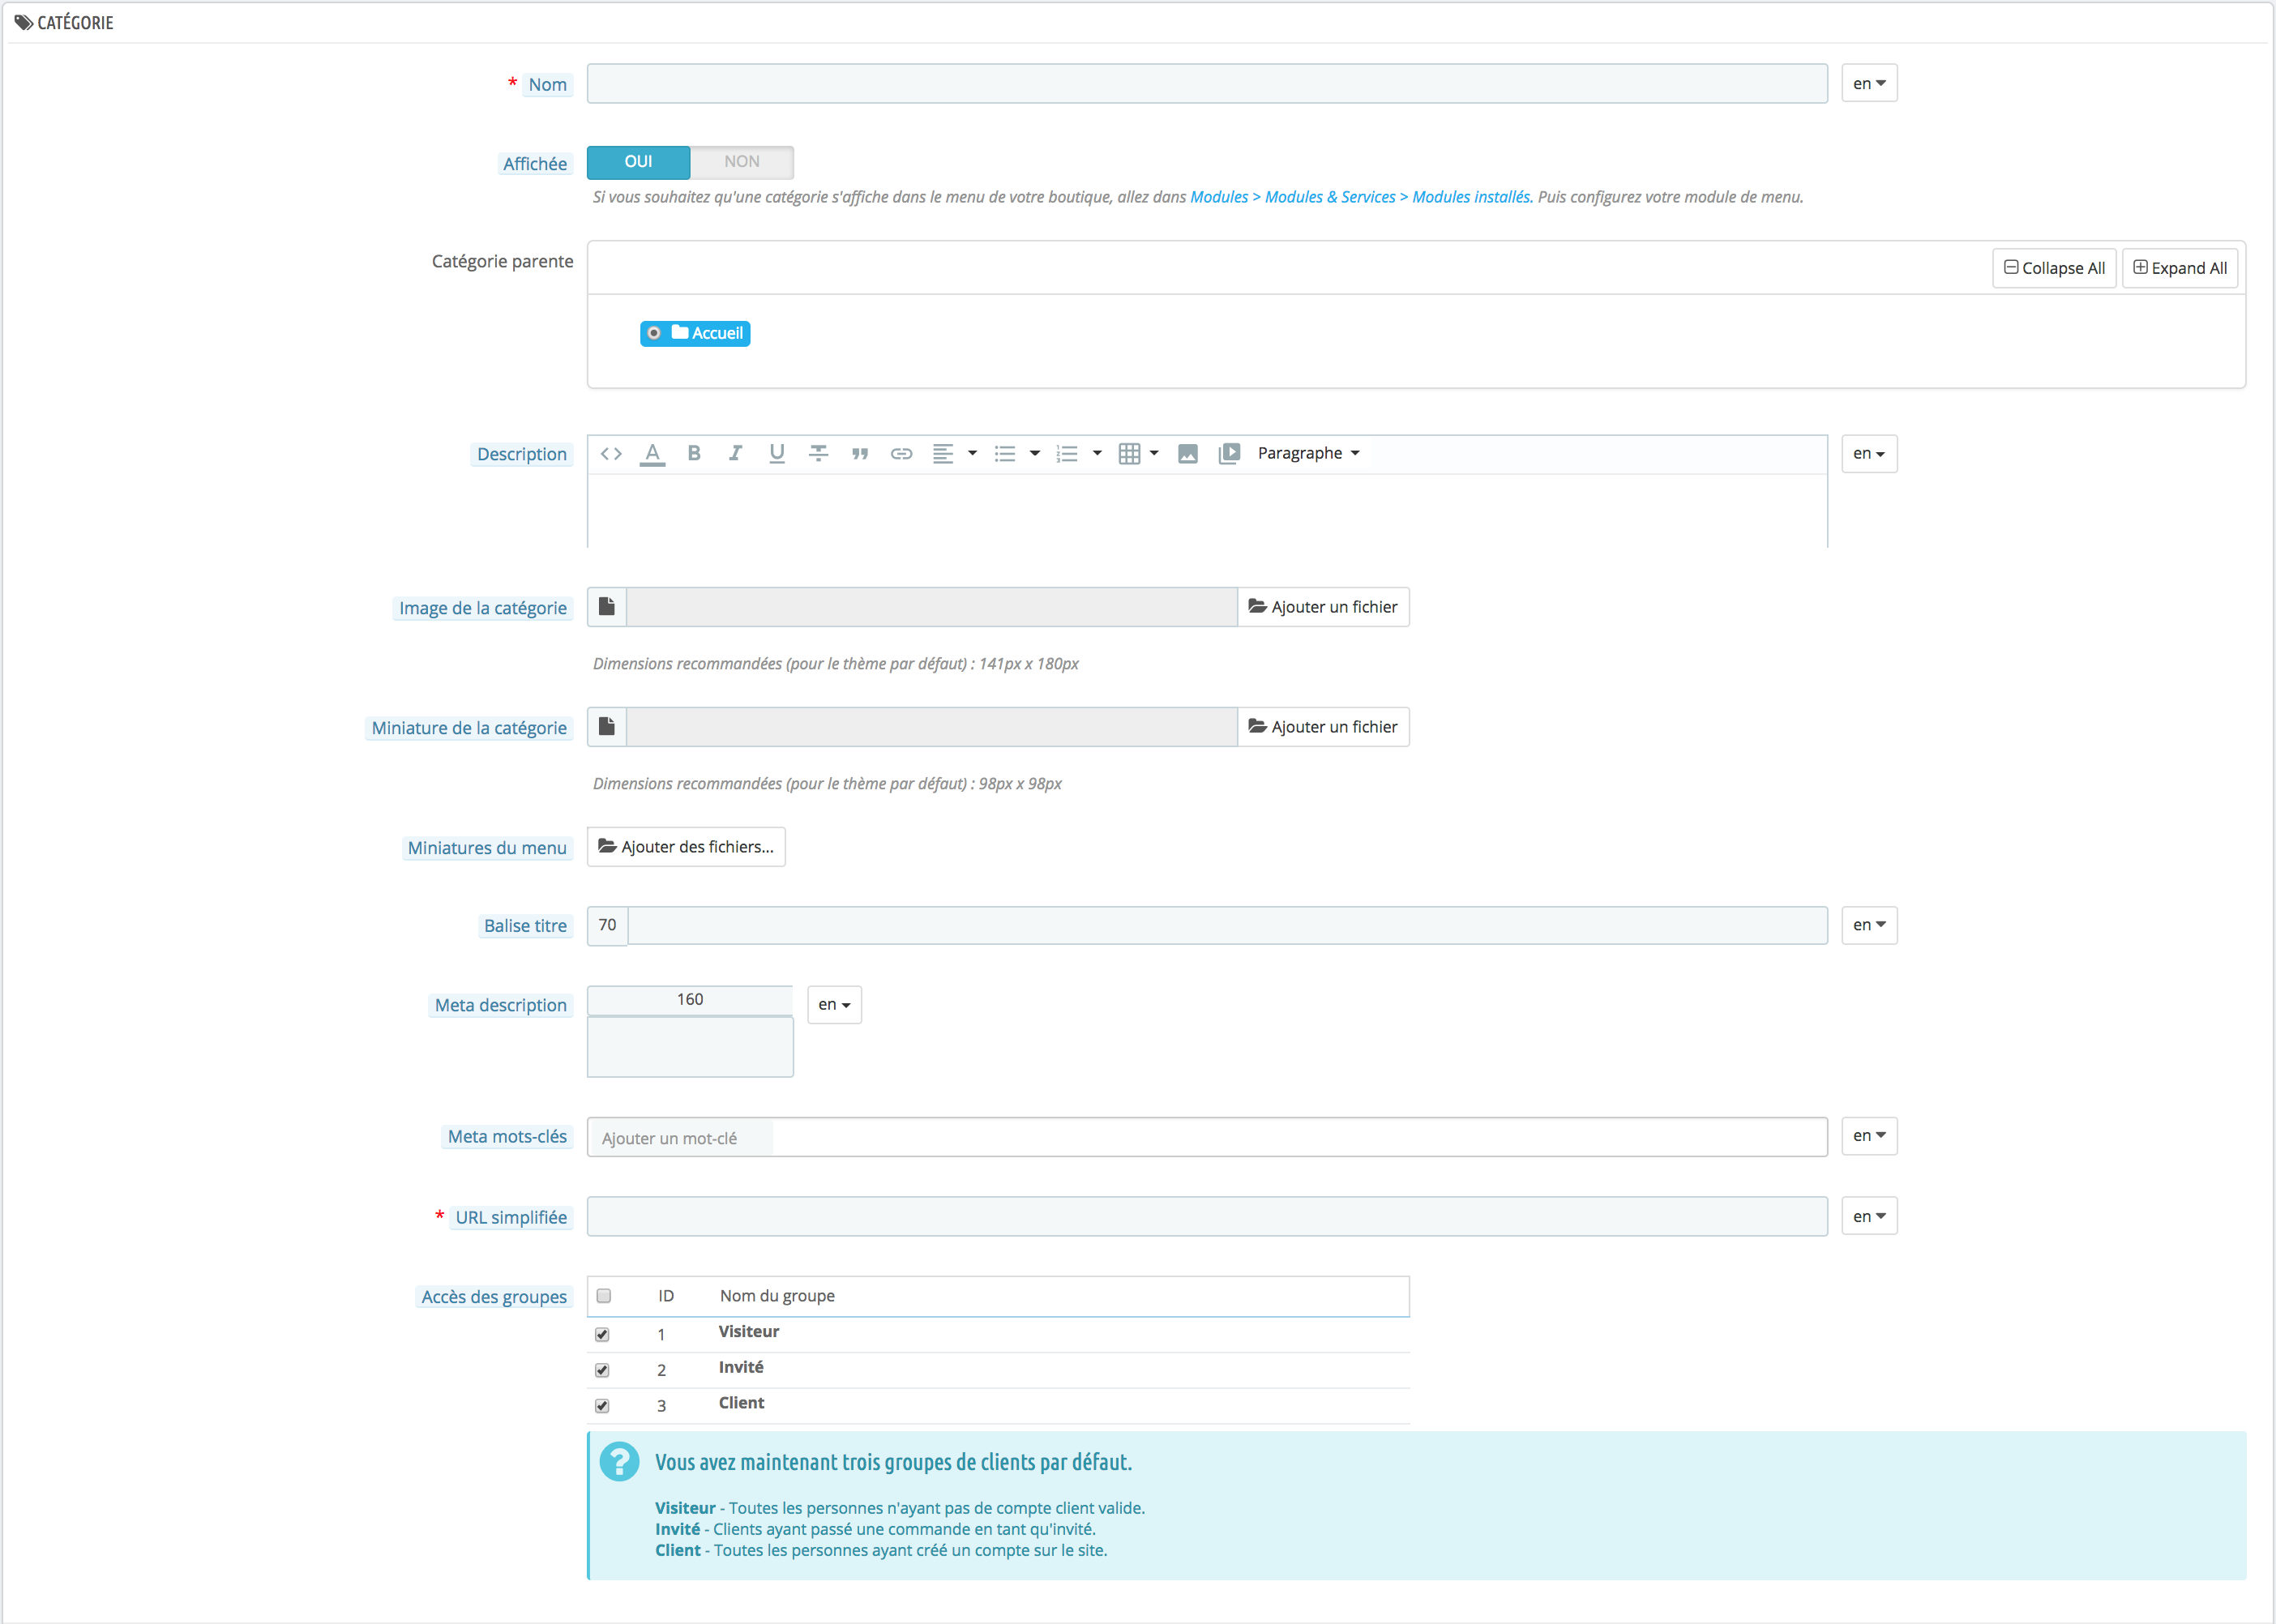 CATÉGORIE
* Nom
en
Affichée
OUI
NON
Si vous souhaitez qu'une catégorie s'affiche dans le menu de votre boutique, allez dans Modules > Modules & Services > Modules installés. Puis configurez votre module de menu.
Catégorie parente
Collapse All
Expand All
Accueil
Description
Paragraphe
en
Image de la catégorie
Ajouter un fichier
Dimensions recommandées (pour le thème par défaut) : 141px x 180px
Miniature de la catégorie
Ajouter un fichier
Dimensions recommandées (pour le thème par défaut) : 98px x 98px
Miniatures du menu
Ajouter des fichiers...
Balise titre
70
en
Meta description
160
en
Meta mots-clés
Ajouter un mot-clé
en
* URL simplifiée
en
Accès des groupes
ID Nom du groupe
1 Visiteur
2 Invité
3 Client
Vous avez maintenant trois groupes de clients par défaut.
Visiteur - Toutes les personnes n'ayant pas de compte client valide.
Invité - Clients ayant passé une commande en tant qu'invité.
Client - Toutes les personnes ayant créé un compte sur le site.